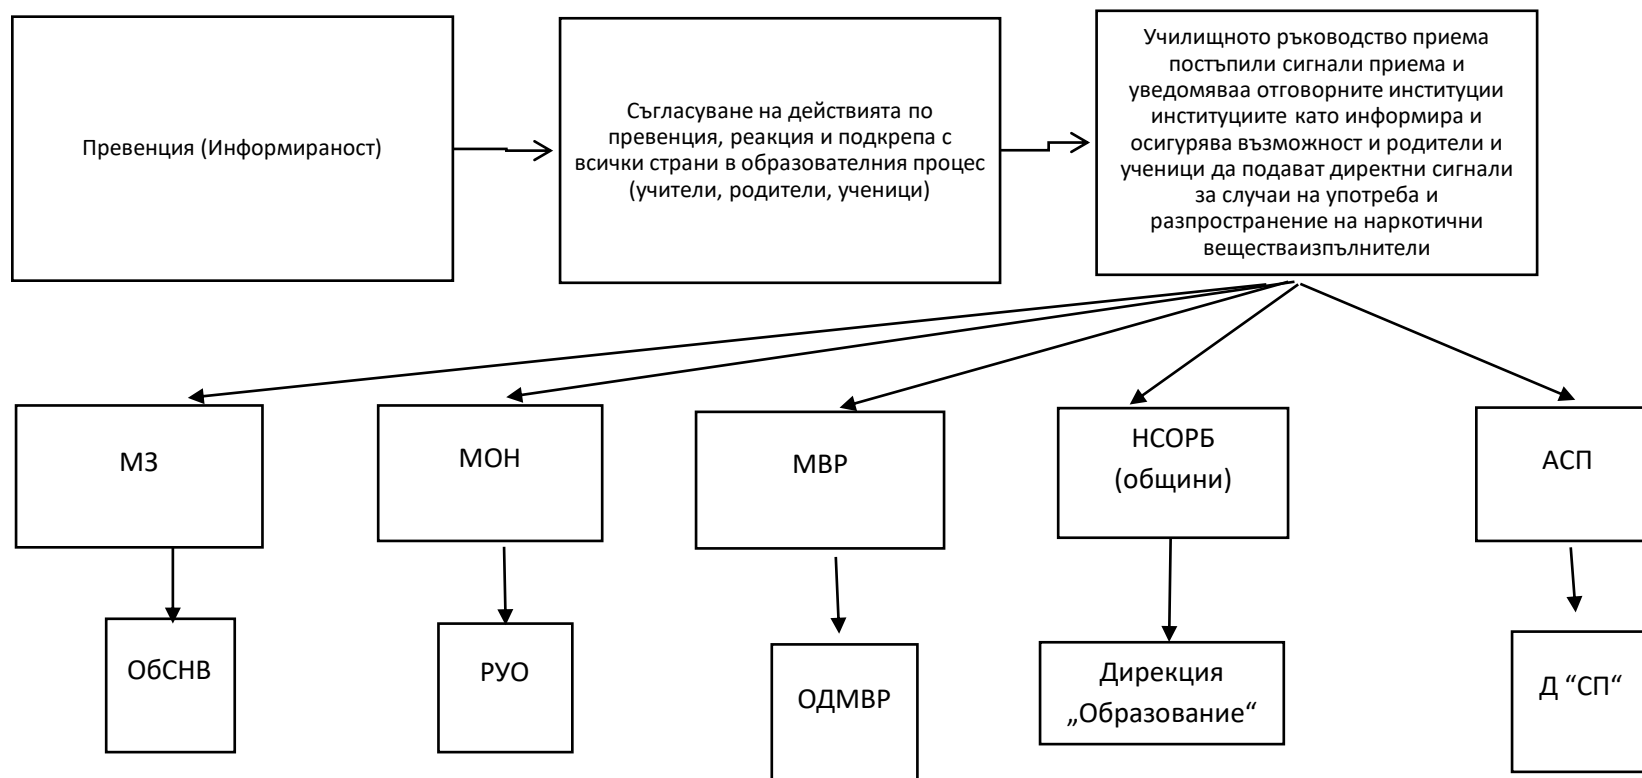 Превенция (Информираност)
Съгласуване на действията по
превенция, реакция и подкрепа с
всички страни в образователния процес
(учители, родители, ученици)
Училищното ръководство приема
постъпили сигнали приема и
уведомяваа отговорните институции
институциите като информира и
осигурява възможност и родители и
ученици да подават директни сигнали
за случаи на употреба и
разпространение на наркотични
веществаизпълнители
МЗ
МОН
МВР
НСОРБ
(общини)
АСП
ОбСНВ
РУО
ОДМВР
Дирекция
„Образование“
Д “СП“